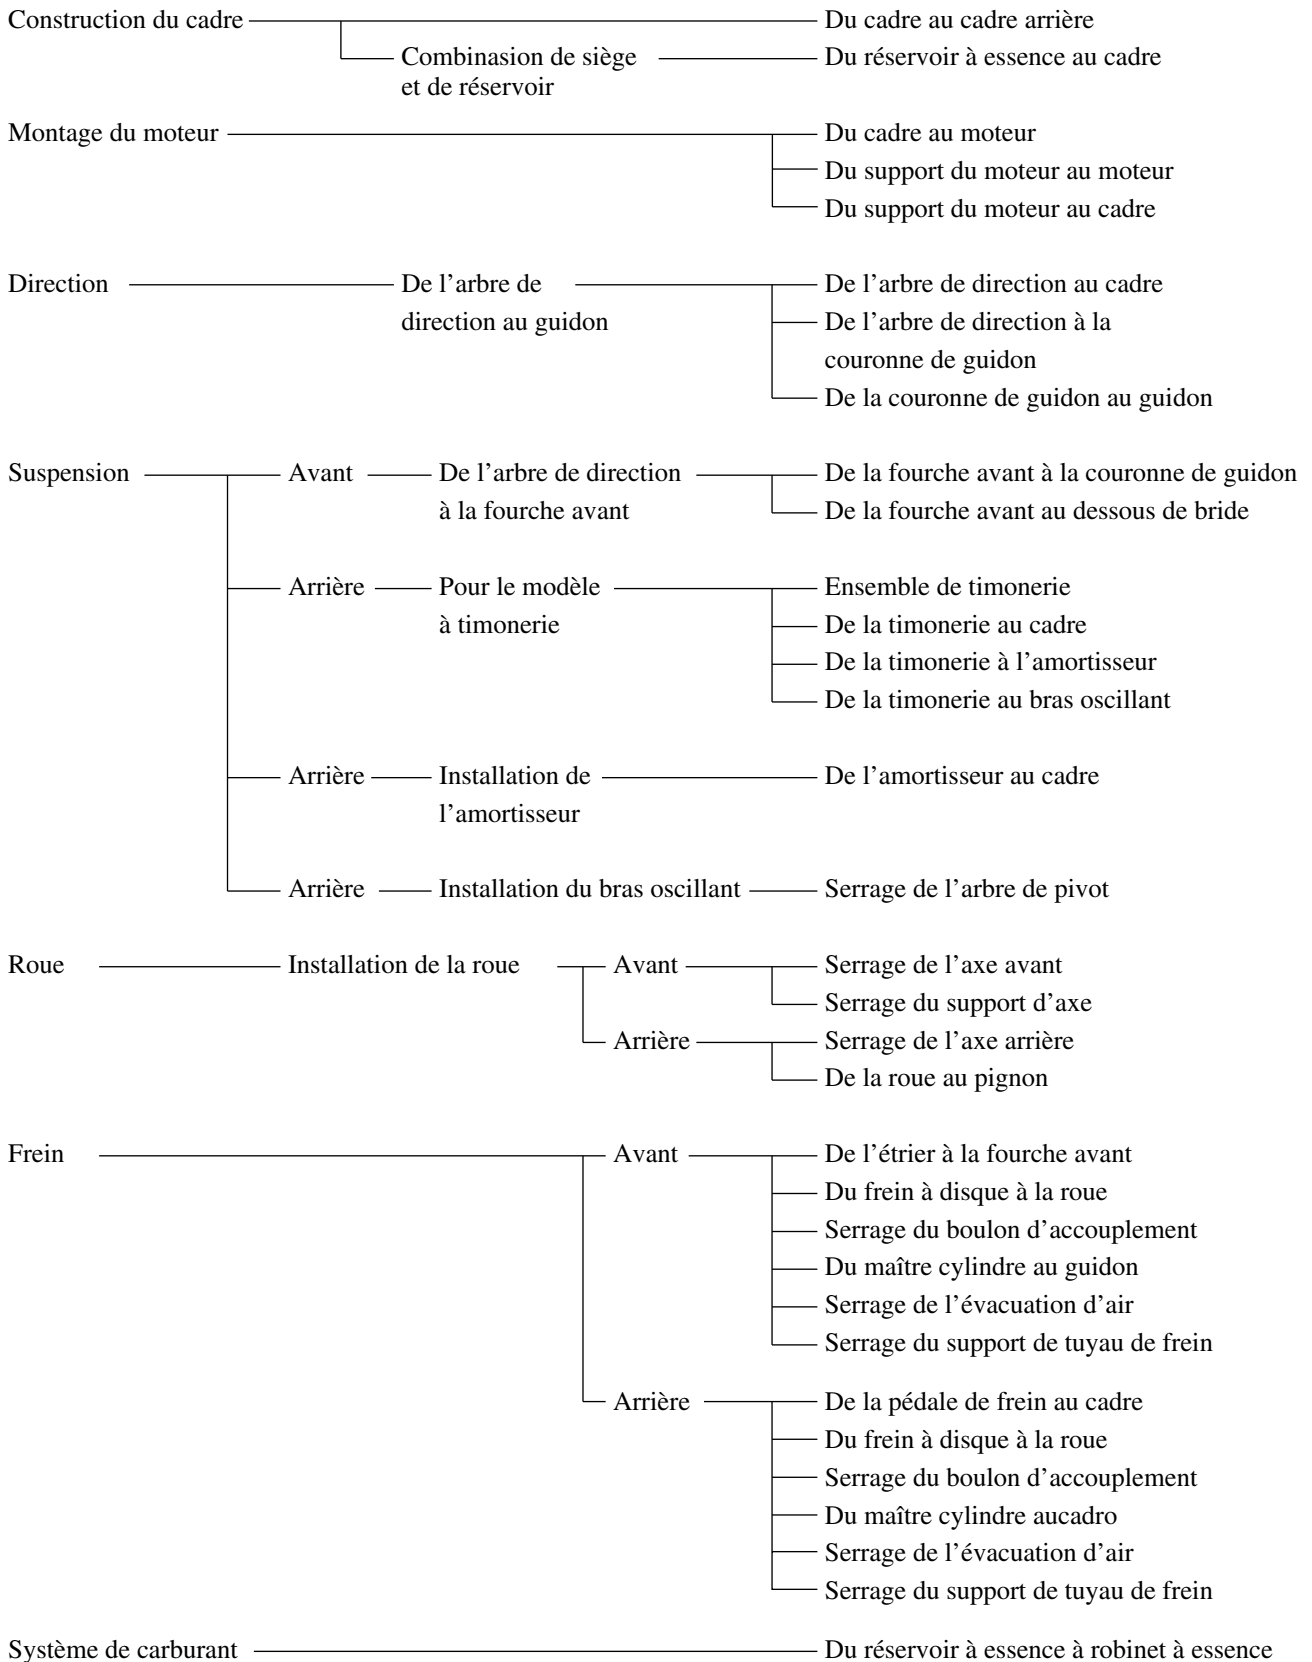 Construction du cadre Du cadre au cadre arrière
Combinasion de siège Du réservoir à essence au cadre
et de réservoir
Montage du moteur Du cadre au moteur
Du support du moteur au moteur
Du support du moteur au cadre
Direction De l’arbre de De l’arbre de direction au cadre
direction au guidon De l’arbre de direction à la
couronne de guidon
De la couronne de guidon au guidon
Suspension Avant De l’arbre de direction De la fourche avant à la couronne de guidon
à la fourche avant De la fourche avant au dessous de bride
Arrière Pour le modèle Ensemble de timonerie
à timonerie De la timonerie au cadre
De la timonerie à l’amortisseur
De la timonerie au bras oscillant
Arrière Installation de De l’amortisseur au cadre
l’amortisseur
Arrière Installation du bras oscillant Serrage de l’arbre de pivot
Roue Installation de la roue Avant Serrage de l’axe avant
Serrage du support d’axe
Arrière Serrage de l’axe arrière
De la roue au pignon
Frein Avant De l’étrier à la fourche avant
Du frein à disque à la roue
Serrage du boulon d’accouplement
Du maître cylindre au guidon
Serrage de l’évacuation d’air
Serrage du support de tuyau de frein
Arrière De la pédale de frein au cadre
Du frein à disque à la roue
Serrage du boulon d’accouplement
Du maître cylindre aucadro
Serrage de l’évacuation d’air
Serrage du support de tuyau de frein
Système de carburant Du réservoir à essence à robinet à essence